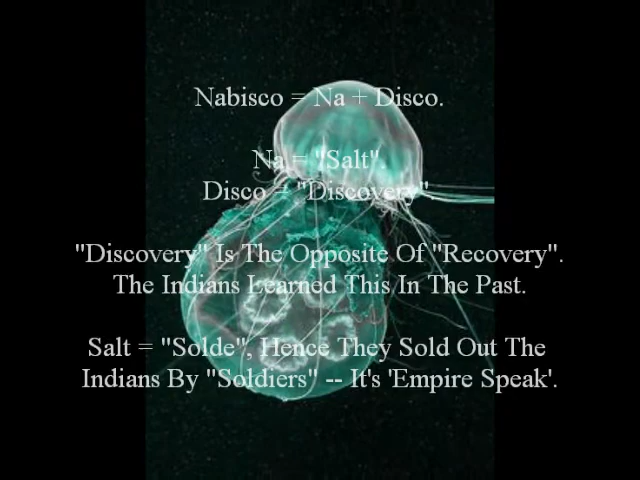 Nabisco = Na + Disco.
Na = "Salt".
Disco = "Discovery"
"Discovery" Is The Opposite Of "Recovery".
The Indians Learned This In The Past.
Salt = "Solde", Hence They Sold Out The
Indians By "Soldiers" -- It's 'Empire Speak'.